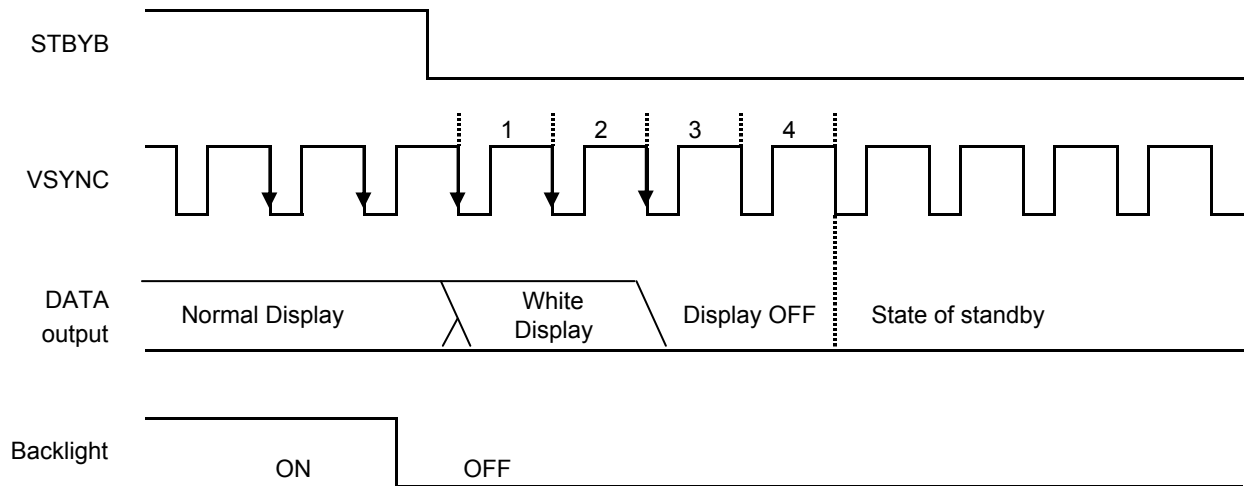 STBYB
1 2 3 4
VSYNC
DATA
output
Normal Display
White
Display
Display OFF
State of standby
Backlight
ON
OFF